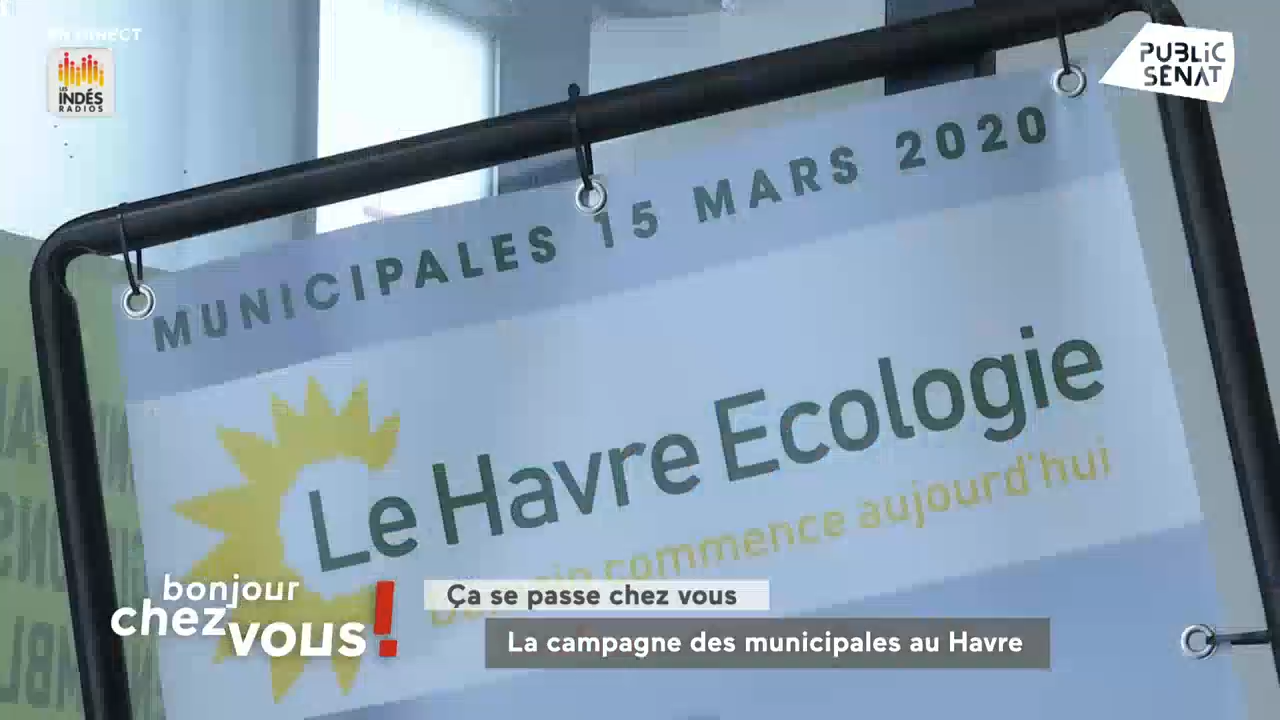 EN DIRECT
LES
INDÉS
RADIOS
PUBLIC
SÉNAT
MUNICIPALES 15 MARS 2020
Le Havre Ecologie
commence aujourd'hui
bonjour
chez
vous!
Ça se passe chez vous
La campagne des municipales au Havre